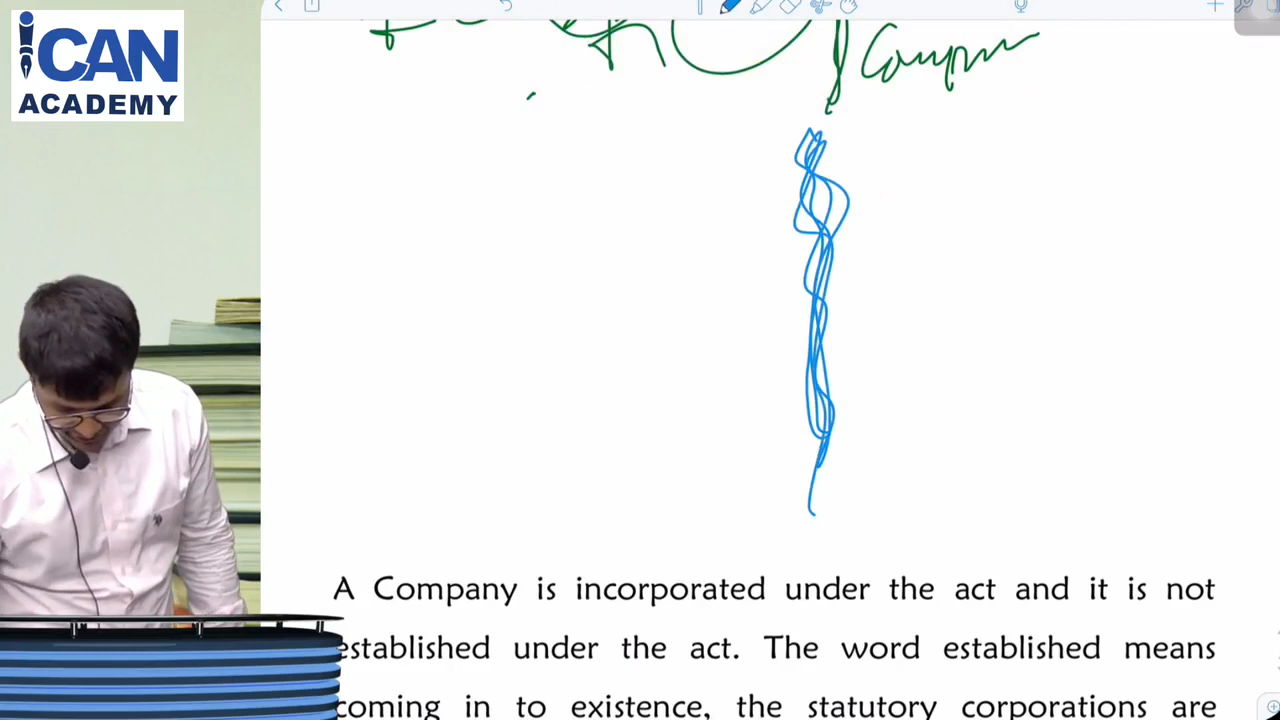 iCAN
ACADEMY
A Company is incorporated under the act and it is not
established under the act. The word established means
coming in to existence, the statutory corporations are